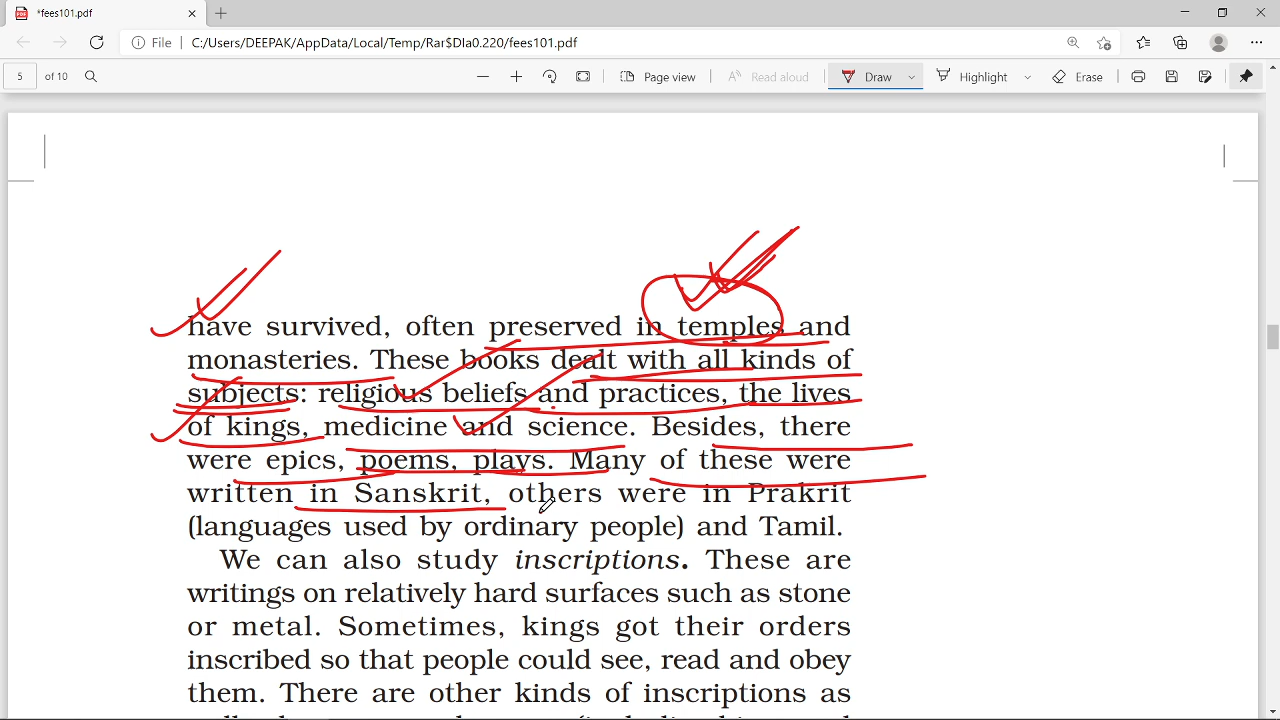 *fees101.pdf
File | C:/Users/DEEPAK/AppData/Local/Temp/Rar$DIa0.220/fees101.pdf
5 of 10 Page view Read aloud Draw Highlight Erase
have survived, often preserved in temples and
monasteries. These books dealt with all kinds of
subjects: religious beliefs and practices, the lives
of kings, medicine and science. Besides, there
were epics, poems, plays. Many of these were
written in Sanskrit, others were in Prakrit
(languages used by ordinary people) and Tamil.
We can also study inscriptions. These are
writings on relatively hard surfaces such as stone
or metal. Sometimes, kings got their orders
inscribed so that people could see, read and obey
them. There are other kinds of inscriptions as